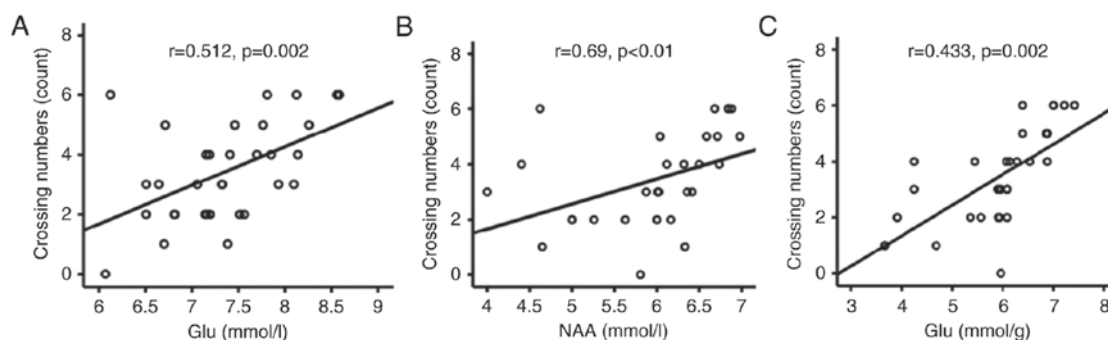 A
r=0.512, p=0.002
Crossing numbers (count)
8
6
4
2
0
6 6.5 7 7.5 8 8.5 9
Glu (mmol/l)
B
r=0.69, p<0.01
Crossing numbers (count)
8
6
4
2
0
4 4.5 5 5.5 6 6.5 7
NAA (mmol/l)
C
r=0.433, p=0.002
Crossing numbers (count)
8
6
4
2
0
3 4 5 6 7 8
Glu (mmol/g)